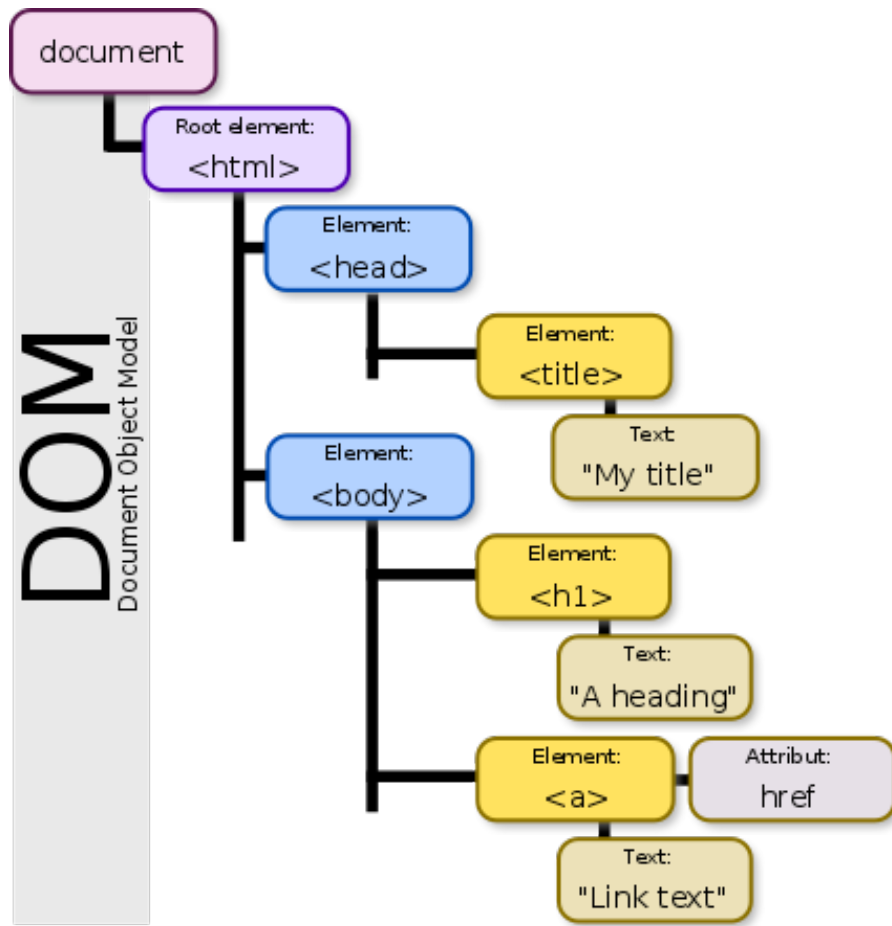 document
Root element:
<html>
Element:
<head>
Element:
<title>
Text
"My title"
Element:
<body>
Element:
<h1>
Text:
"A heading"
Element:
<a>
Attribut:
href
Text:
"Link text"
DOM
Document Object Model